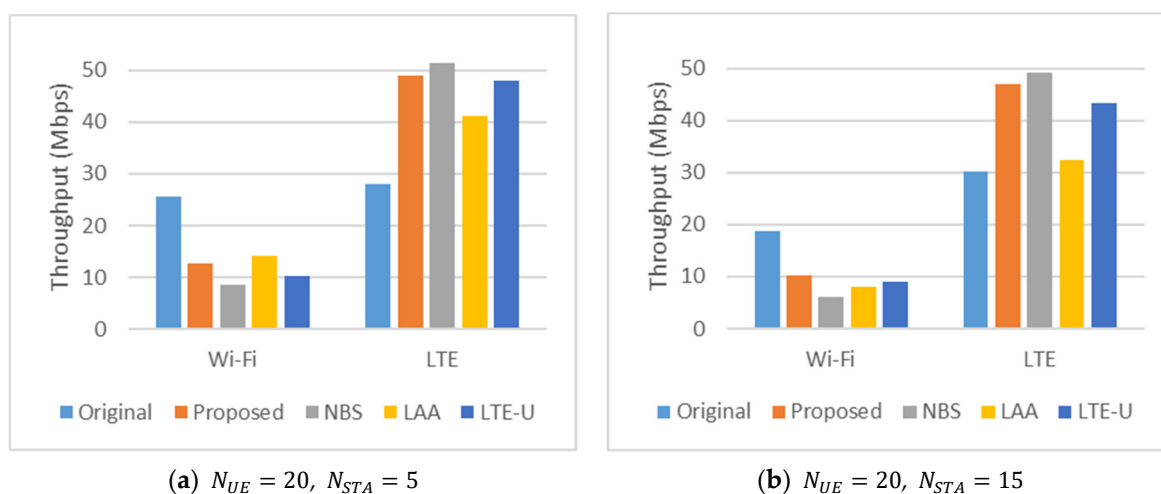 Throughput (Mbps)
50
40
30
20
10
0
Wi-Fi LTE
Original Proposed NBS LAA LTE-U
(a) N_UE = 20, N_STA = 5
Throughput (Mbps)
50
40
30
20
10
0
Wi-Fi LTE
Original Proposed NBS LAA LTE-U
(b) N_UE = 20, N_STA = 15